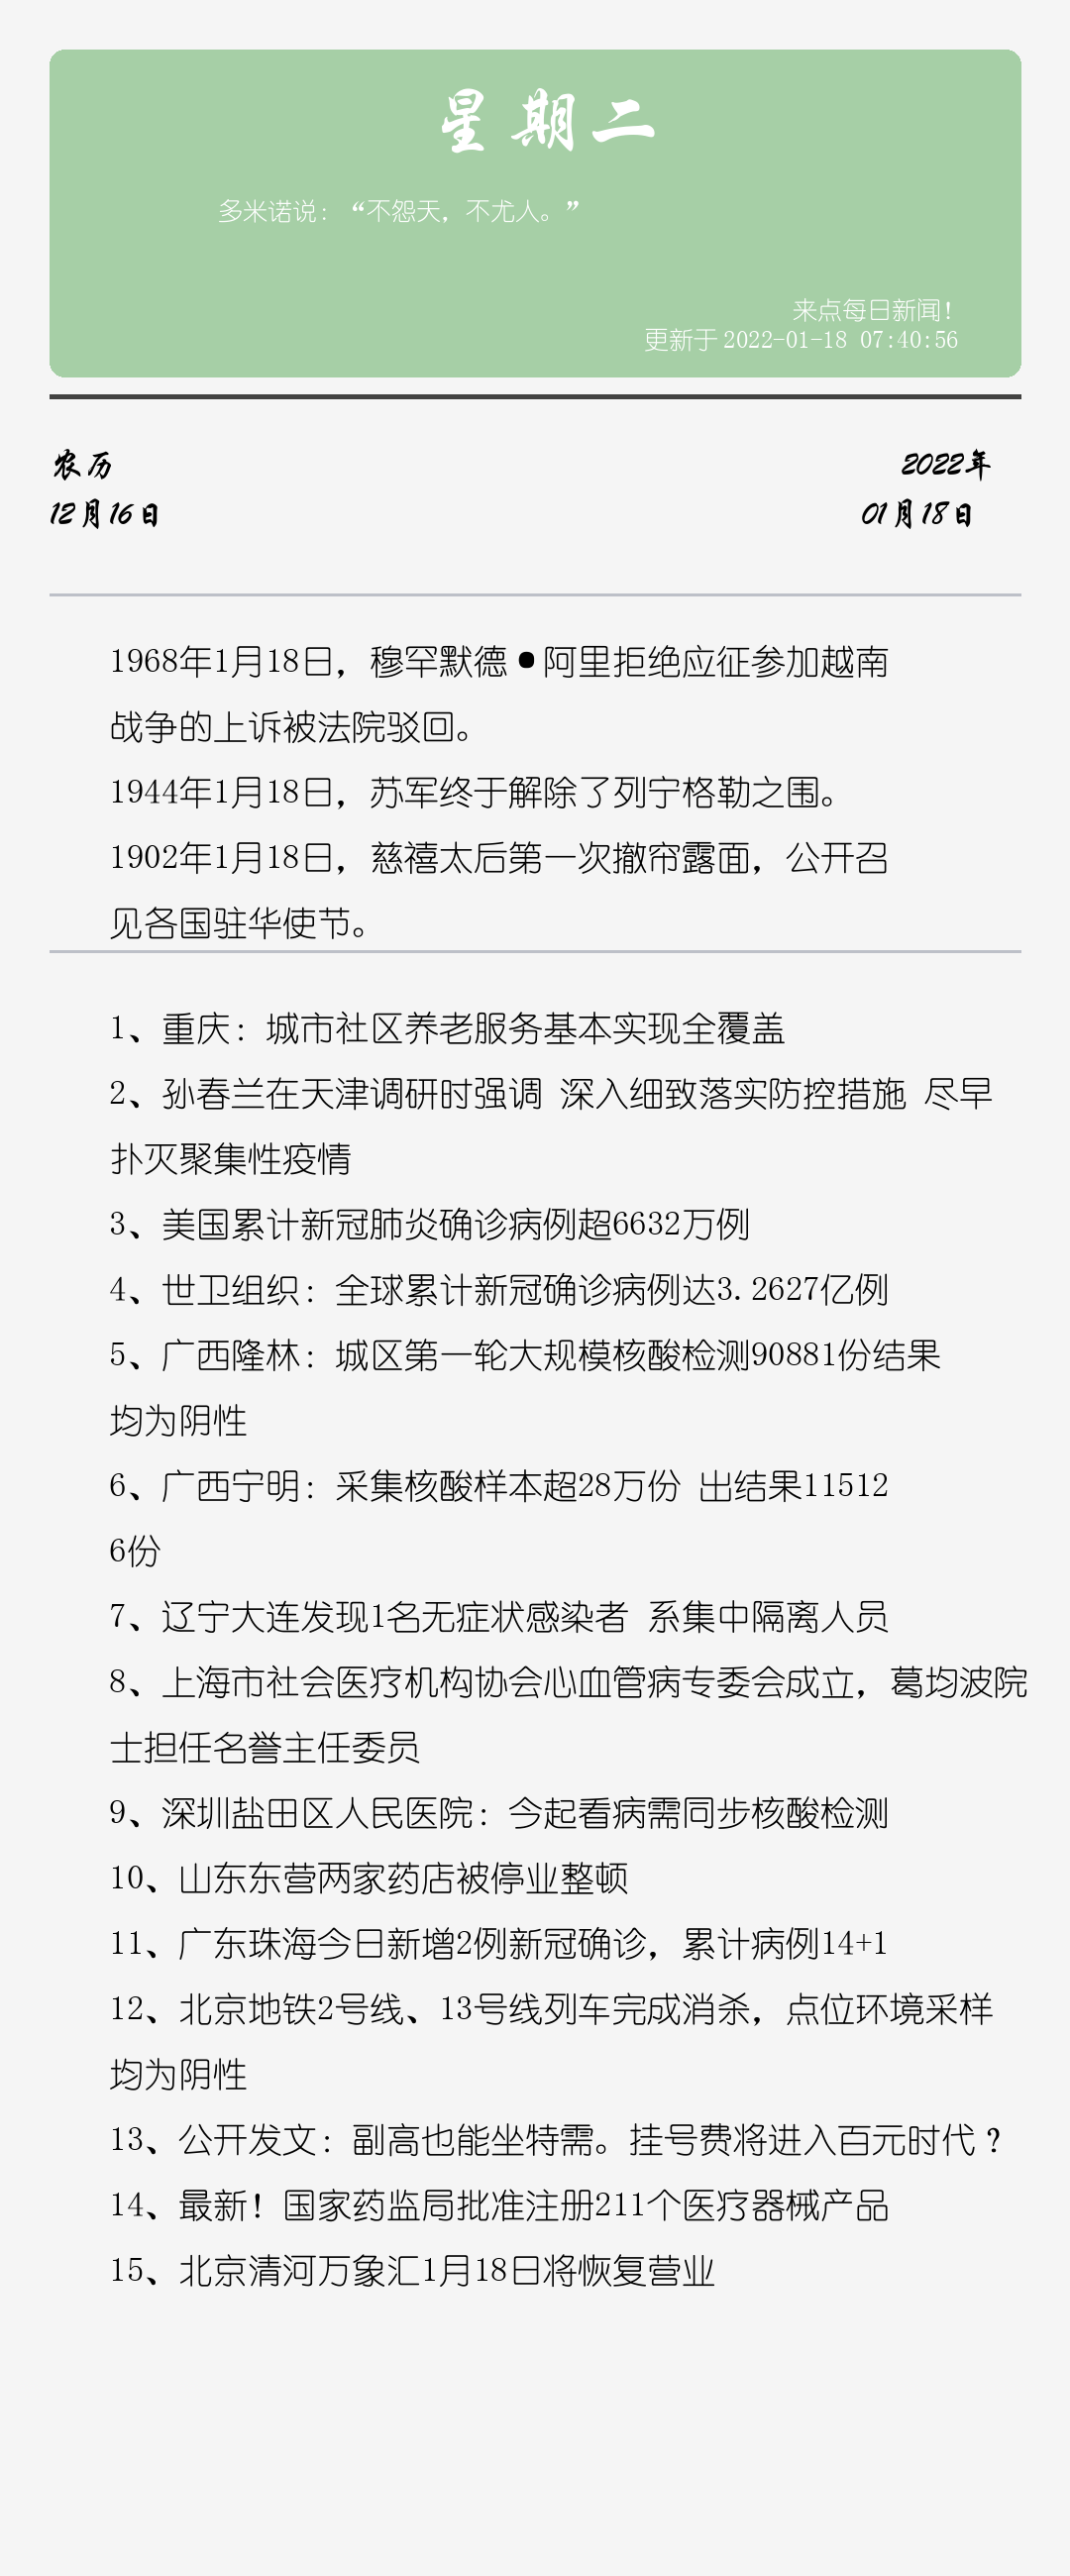 星期二
多米诺说：“不怨天，不尤人。”
来点每日新闻！
更新于 2022-01-18 07:40:56
农历
12月16日
2022年
01月18日
1968年1月18日，穆罕默德•阿里拒绝应征参加越南
战争的上诉被法院驳回。
1944年1月18日，苏军终于解除了列宁格勒之围。
1902年1月18日，慈禧太后第一次撤帘露面，公开召
见各国驻华使节。
1、重庆：城市社区养老服务基本实现全覆盖
2、孙春兰在天津调研时强调 深入细致落实防控措施 尽早
扑灭聚集性疫情
3、美国累计新冠肺炎确诊病例超6632万例
4、世卫组织：全球累计新冠确诊病例达3.2627亿例
5、广西隆林：城区第一轮大规模核酸检测90881份结果
均为阴性
6、广西宁明：采集核酸样本超28万份 出结果11512
6份
7、辽宁大连发现1名无症状感染者 系集中隔离人员
8、上海市社会医疗机构协会心血管病专委会成立，葛均波院
士担任名誉主任委员
9、深圳盐田区人民医院：今起看病需同步核酸检测
10、山东东营两家药店被停业整顿
11、广东珠海今日新增2例新冠确诊，累计病例14+1
12、北京地铁2号线、13号线列车完成消杀，点位环境采样
均为阴性
13、公开发文：副高也能坐特需。挂号费将进入百元时代？
14、最新！国家药监局批准注册211个医疗器械产品
15、北京清河万象汇1月18日将恢复营业